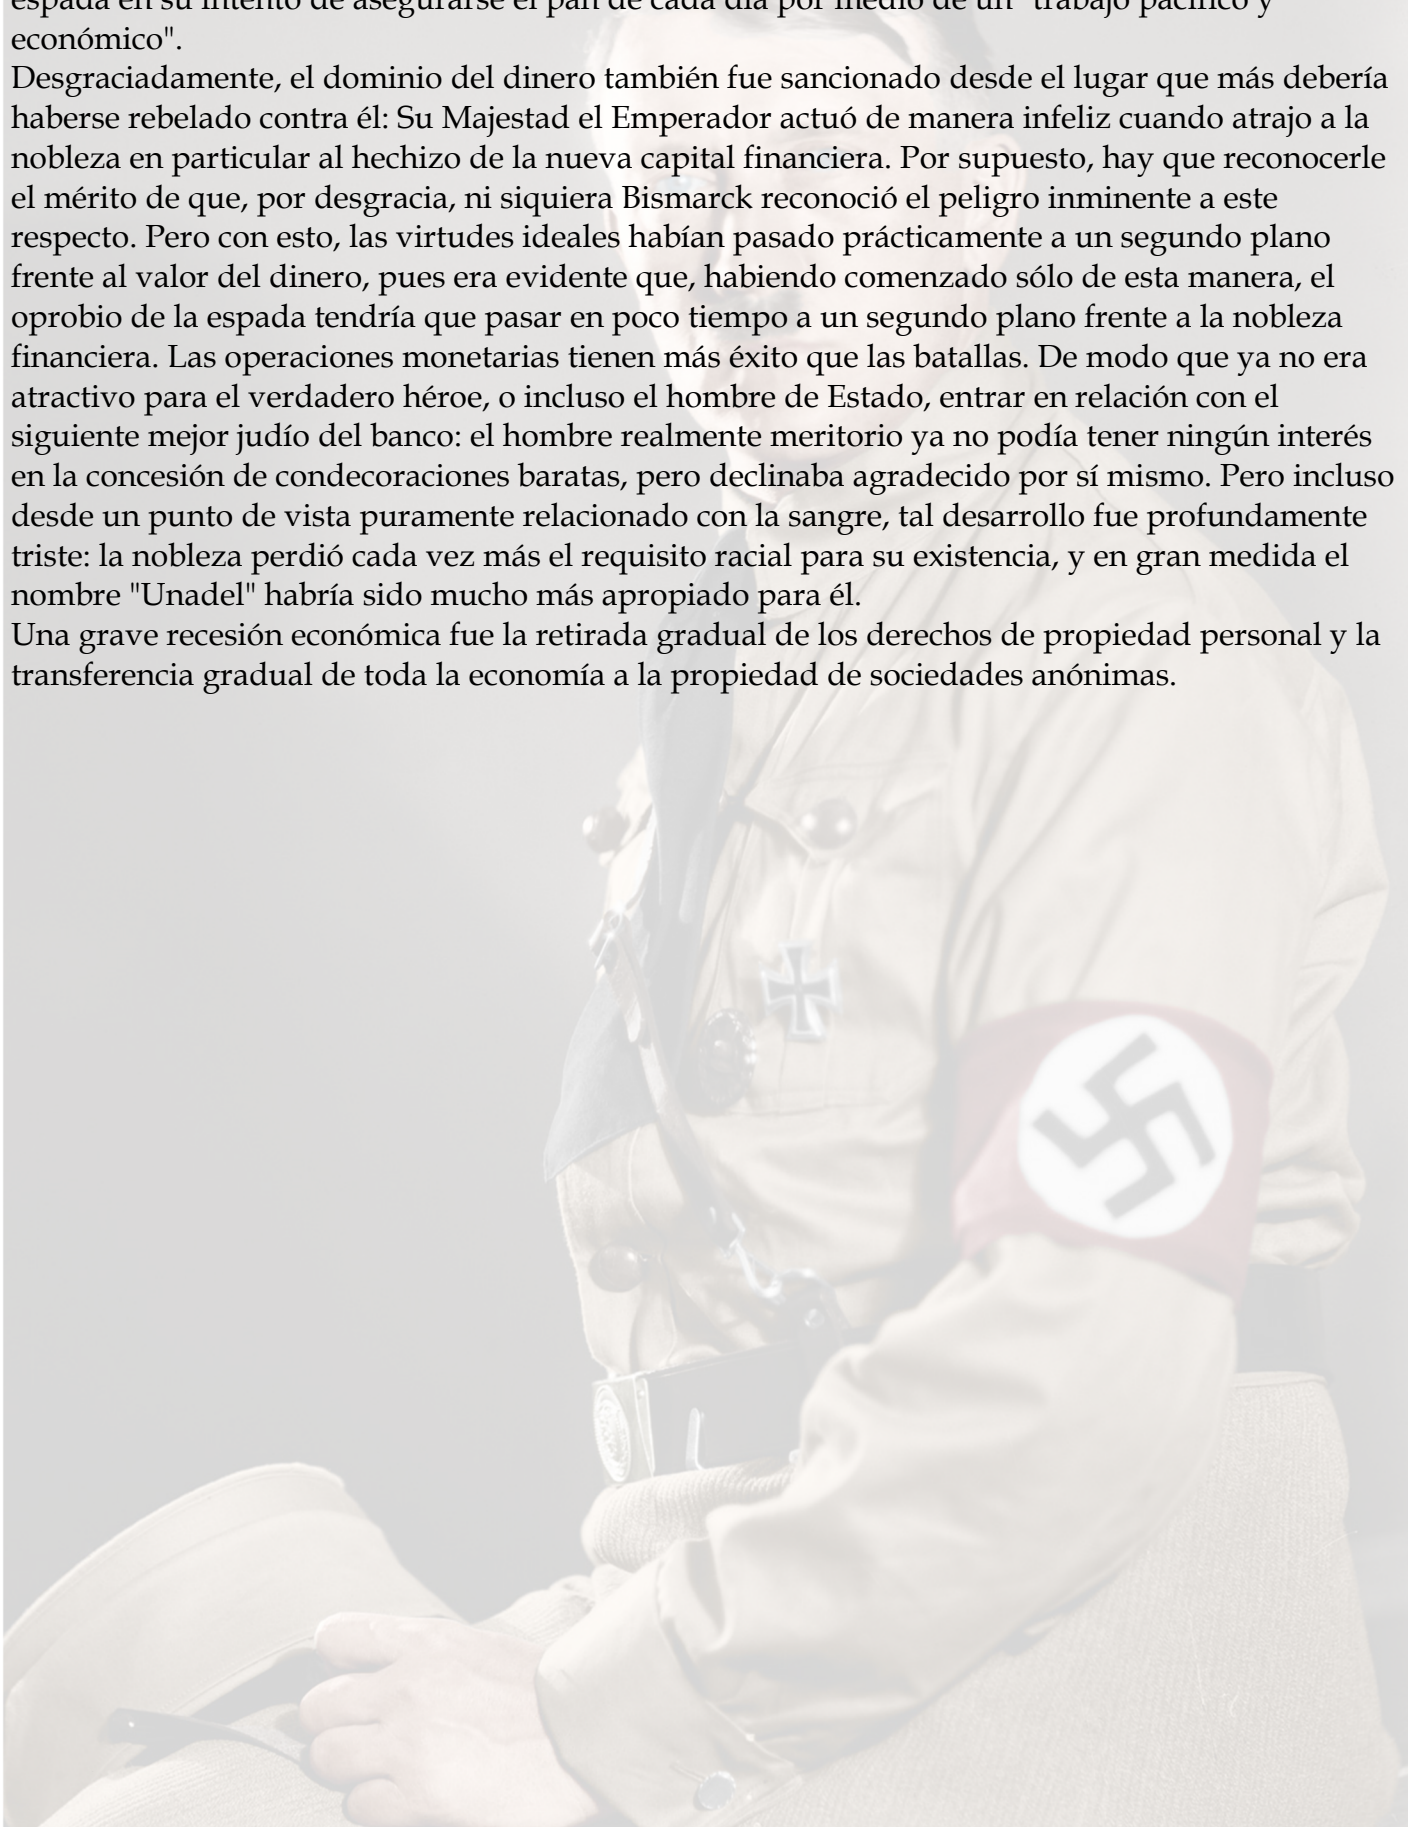 espada en su intento de asegurarse el pan de cada día por medio de un "trabajo pacífico y
económico".
Desgraciadamente, el dominio del dinero también fue sancionado desde el lugar que más debería
haberse rebelado contra él: Su Majestad el Emperador actuó de manera infeliz cuando atrajo a la
nobleza en particular al hechizo de la nueva capital financiera. Por supuesto, hay que reconocerle
el mérito de que, por desgracia, ni siquiera Bismarck reconoció el peligro inminente a este
respecto. Pero con esto, las virtudes ideales habían pasado prácticamente a un segundo plano
frente al valor del dinero, pues era evidente que, habiendo comenzado sólo de esta manera, el
oprobio de la espada tendría que pasar en poco tiempo a un segundo plano frente a la nobleza
financiera. Las operaciones monetarias tienen más éxito que las batallas. De modo que ya no era
atractivo para el verdadero héroe, o incluso el hombre de Estado, entrar en relación con el
siguiente mejor judío del banco: el hombre realmente meritorio ya no podía tener ningún interés
en la concesión de condecoraciones baratas, pero declinaba agradecido por sí mismo. Pero incluso
desde un punto de vista puramente relacionado con la sangre, tal desarrollo fue profundamente
triste: la nobleza perdió cada vez más el requisito racial para su existencia, y en gran medida el
nombre "Unadel" habría sido mucho más apropiado para él.
Una grave recesión económica fue la retirada gradual de los derechos de propiedad personal y la
transferencia gradual de toda la economía a la propiedad de sociedades anónimas.